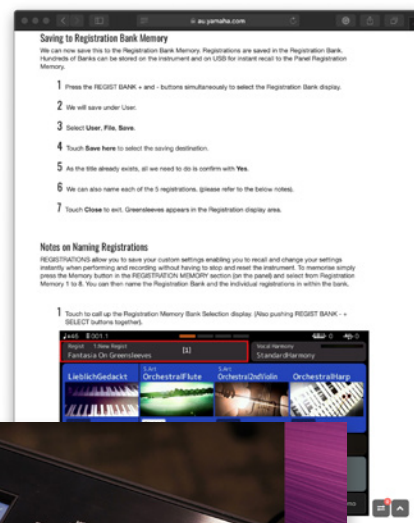 au.yamaha.com
Saving to Registration Bank Memory
We can now save this to the Registration Bank Memory. Registrations are saved in the Registration Bank.
Hundreds of Banks can be stored on the instrument and on USB for instant recall to the Panel Registration
Memory.
1 Press the REGIST BANK + and - buttons simultaneously to select the Registration Bank display.
2 We will save under User.
3 Select User, File, Save.
4 Touch Save here to select the saving destination.
5 As the title already exists, all we need to do is confirm with Yes.
6 We can also name each of the 5 registrations, (please refer to the below notes).
7 Touch Close to exit. Greensleeves appears in the Registration display area.
Notes on Naming Registrations
REGISTRATIONS allow you to save your custom settings enabling you to recall and change your settings
instantly when performing and recording without having to stop and reset the instrument. To memorise simply
press the Memory button in the REGISTRATION MEMORY section (on the panel) and select from Registration
Memory 1 to 8. You can then name the Registration Bank and the individual registrations in within the bank.
1 Touch to call up the Registration Memory Bank Selection display. (Also pushing REGIST BANK - +
SELECT buttons together).
Regist 1.New Regist
Fantasia On Greensleeves
[1]
Vocal Harmony
StandardHarmony
LieblichGedackt
S.Art
OrchestralFlute
S.Art
Orchestral2ndViolin
OrchestralHarp